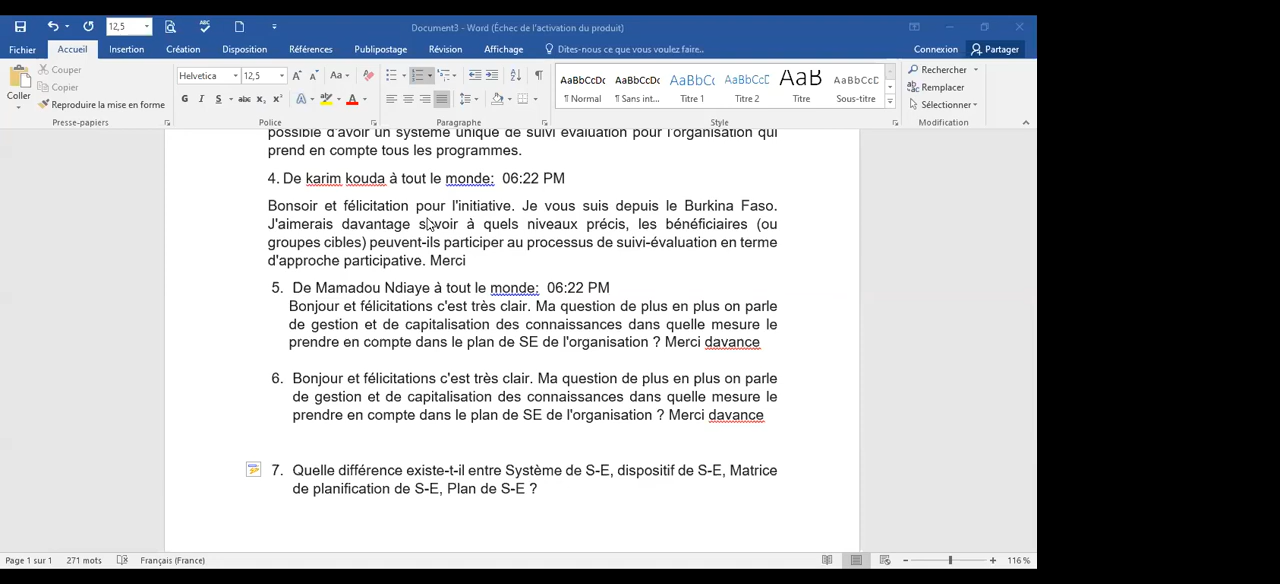 12,5
Document3 - Word (Échec de l'activation du produit)
Fichier Accueil Insertion Création Disposition Références Publipostage Révision Affichage Dites-nous ce que vous voulez faire... Connexion Partager
Coller
Couper
Copier
Reproduire la mise en forme
Presse-papiers
Helvetica 12,5
Police
Paragraphe
AaBbCcDc AaBbCcDc AaBbCc AaBbCcD AaB AaBbCcD
¶ Normal ¶ Sans int... Titre 1 Titre 2 Titre Sous-titre
Style
Rechercher
Remplacer
Sélectionner
Modification
possible d'avoir un système unique de suivi évaluation pour l'organisation qui
prend en compte tous les programmes.
4. De karim kouda à tout le monde: 06:22 PM
Bonsoir et félicitation pour l'initiative. Je vous suis depuis le Burkina Faso.
J'aimerais davantage savoir à quels niveaux précis, les bénéficiaires (ou
groupes cibles) peuvent-ils participer au processus de suivi-évaluation en terme
d'approche participative. Merci
5. De Mamadou Ndiaye à tout le monde: 06:22 PM
Bonjour et félicitations c'est très clair. Ma question de plus en plus on parle
de gestion et de capitalisation des connaissances dans quelle mesure le
prendre en compte dans le plan de SE de l'organisation ? Merci davance
6. Bonjour et félicitations c'est très clair. Ma question de plus en plus on parle
de gestion et de capitalisation des connaissances dans quelle mesure le
prendre en compte dans le plan de SE de l'organisation ? Merci davance
7. Quelle différence existe-t-il entre Système de S-E, dispositif de S-E, Matrice
de planification de S-E, Plan de S-E ?
Page 1 sur 1 271 mots Français (France) 116 %